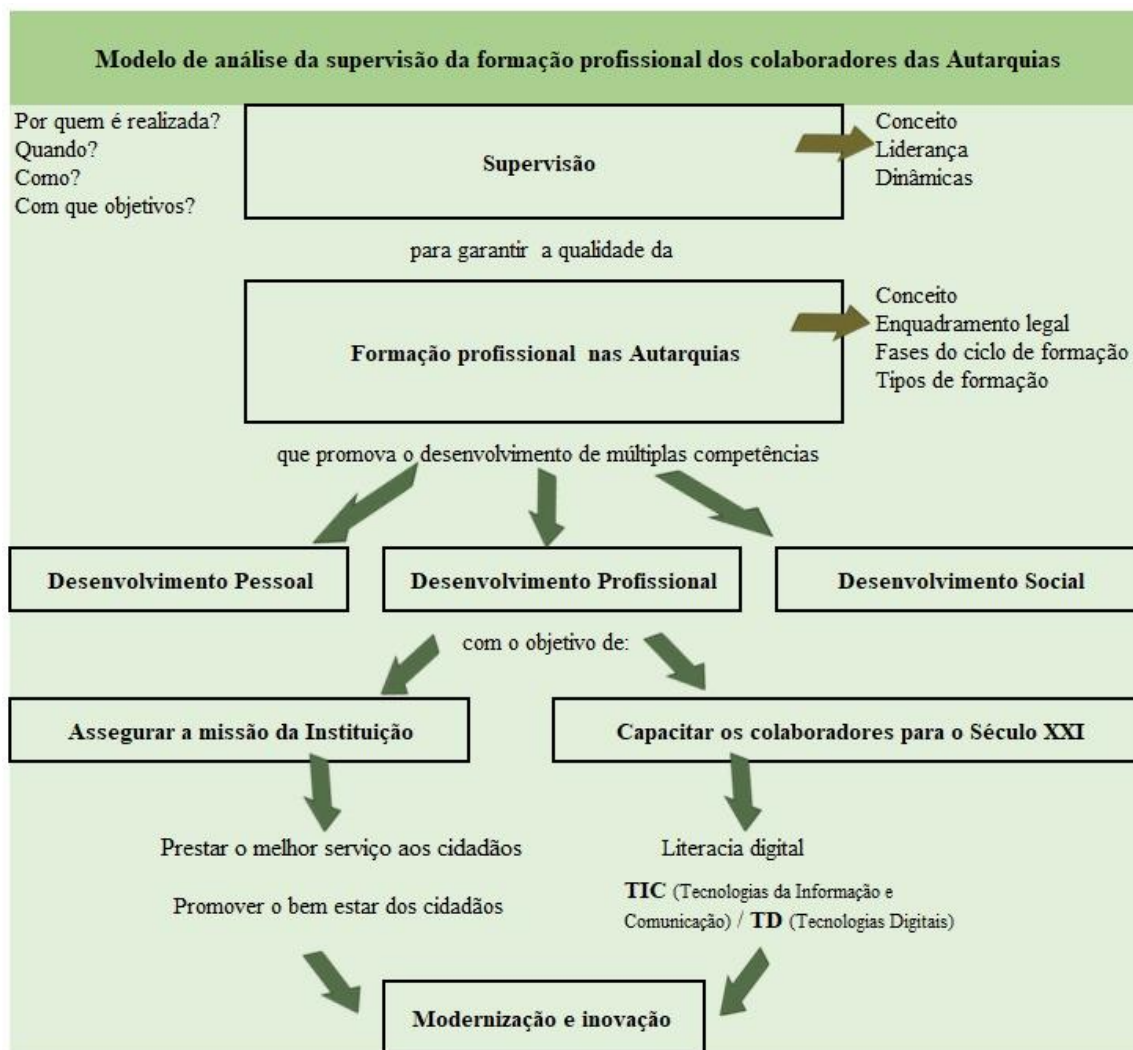 Modelo de análise da supervisão da formação profissional dos colaboradores das Autarquias
Por quem é realizada?
Quando?
Como?
Com que objetivos?
Supervisão
Conceito
Liderança
Dinâmicas
para garantir a qualidade da
Formação profissional nas Autarquias
Conceito
Enquadramento legal
Fases do ciclo de formação
Tipos de formação
que promova o desenvolvimento de múltiplas competências
Desenvolvimento Pessoal
Desenvolvimento Profissional
Desenvolvimento Social
com o objetivo de:
Assegurar a missão da Instituição
Capacitar os colaboradores para o Século XXI
Prestar o melhor serviço aos cidadãos
Promover o bem estar dos cidadãos
Literacia digital
TIC (Tecnologias da Informação e
Comunicação) / TD (Tecnologias Digitais)
Modernização e inovação